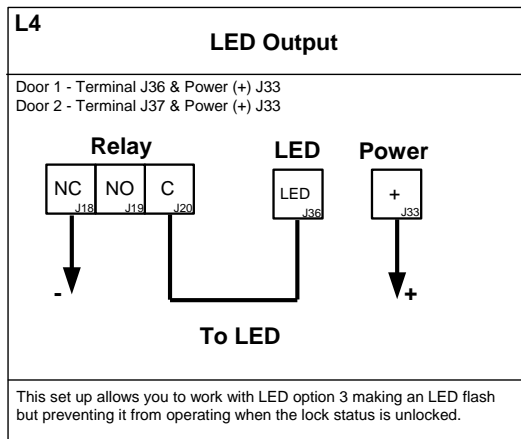 L4
LED Output
Door 1 - Terminal J36 & Power (+) J33
Door 2 - Terminal J37 & Power (+) J33
Relay LED Power
NC NO C LED +
J18 J19 J20 J36 J33
- +
To LED
This set up allows you to work with LED option 3 making an LED flash
but preventing it from operating when the lock status is unlocked.